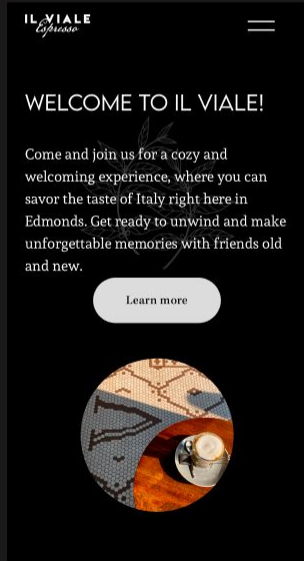 IL VIALE
Espresso
WELCOME TO IL VIALE!
Come and join us for a cozy and
welcoming experience, where you can
savor the taste of Italy right here in
Edmonds. Get ready to unwind and make
unforgettable memories with friends old
and new.
Learn more